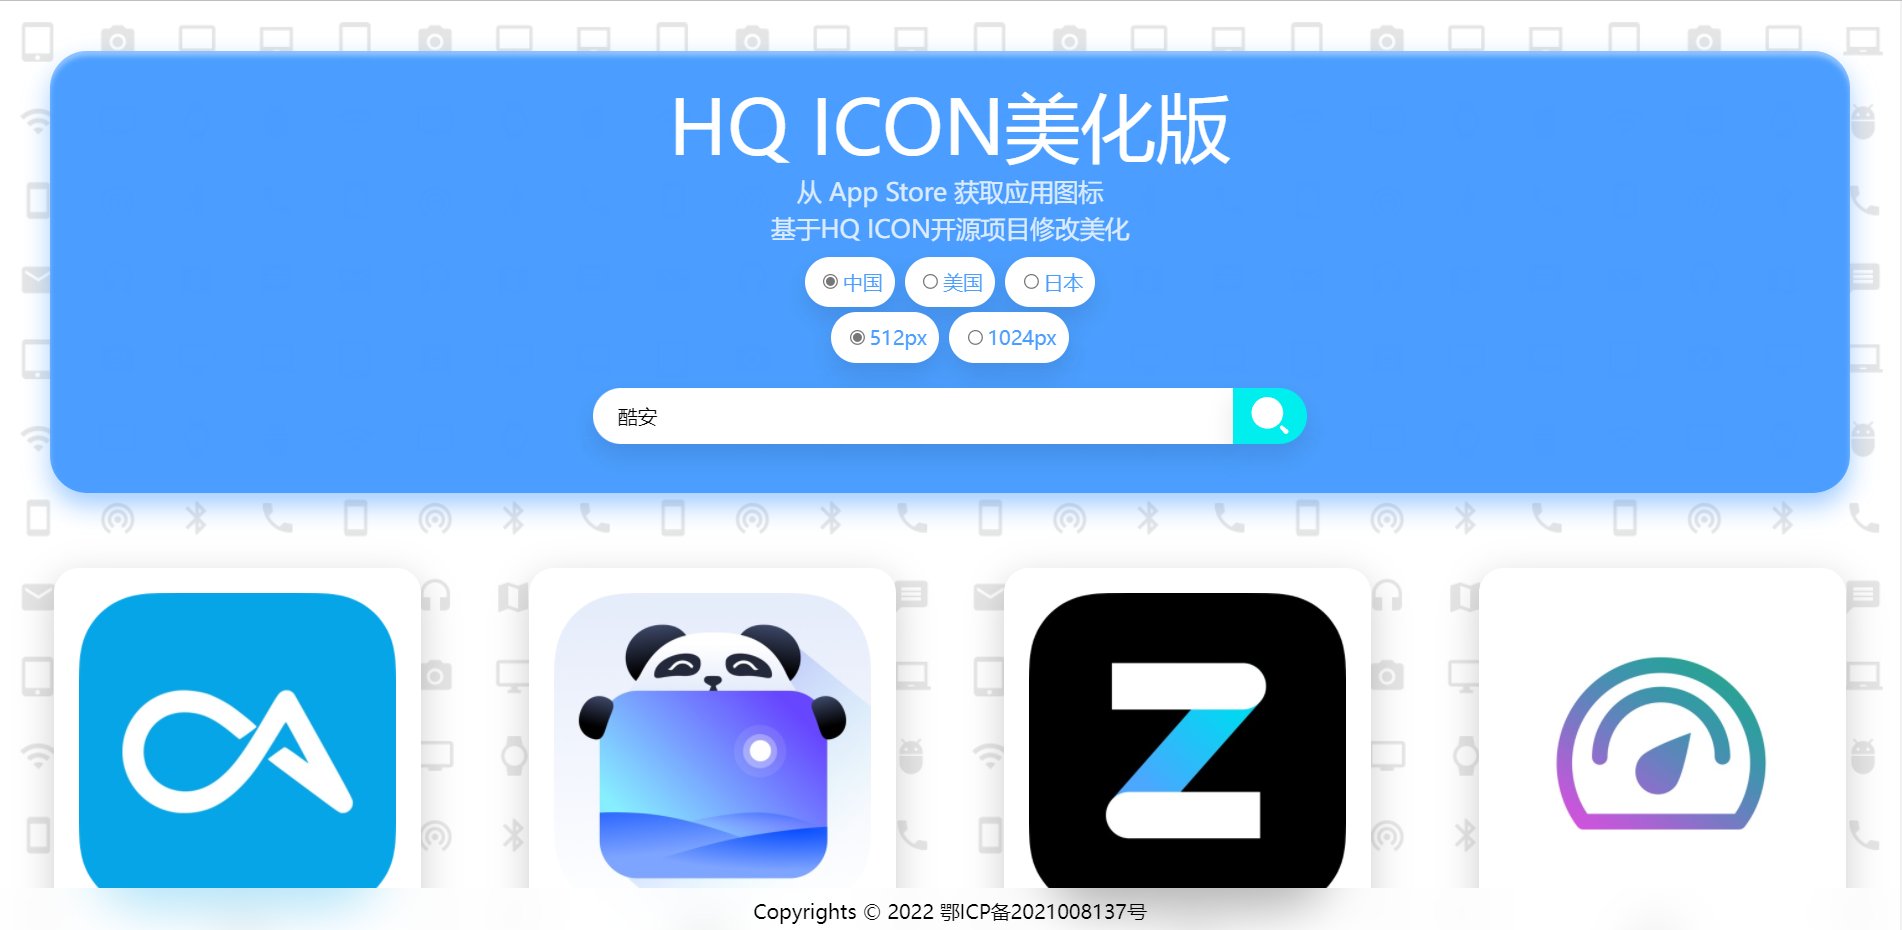 HQ ICON美化版
从 App Store 获取应用图标
基于HQ ICON开源项目修改美化
中国 美国 日本
512px 1024px
酷安
Copyrights © 2022 鄂ICP备2021008137号